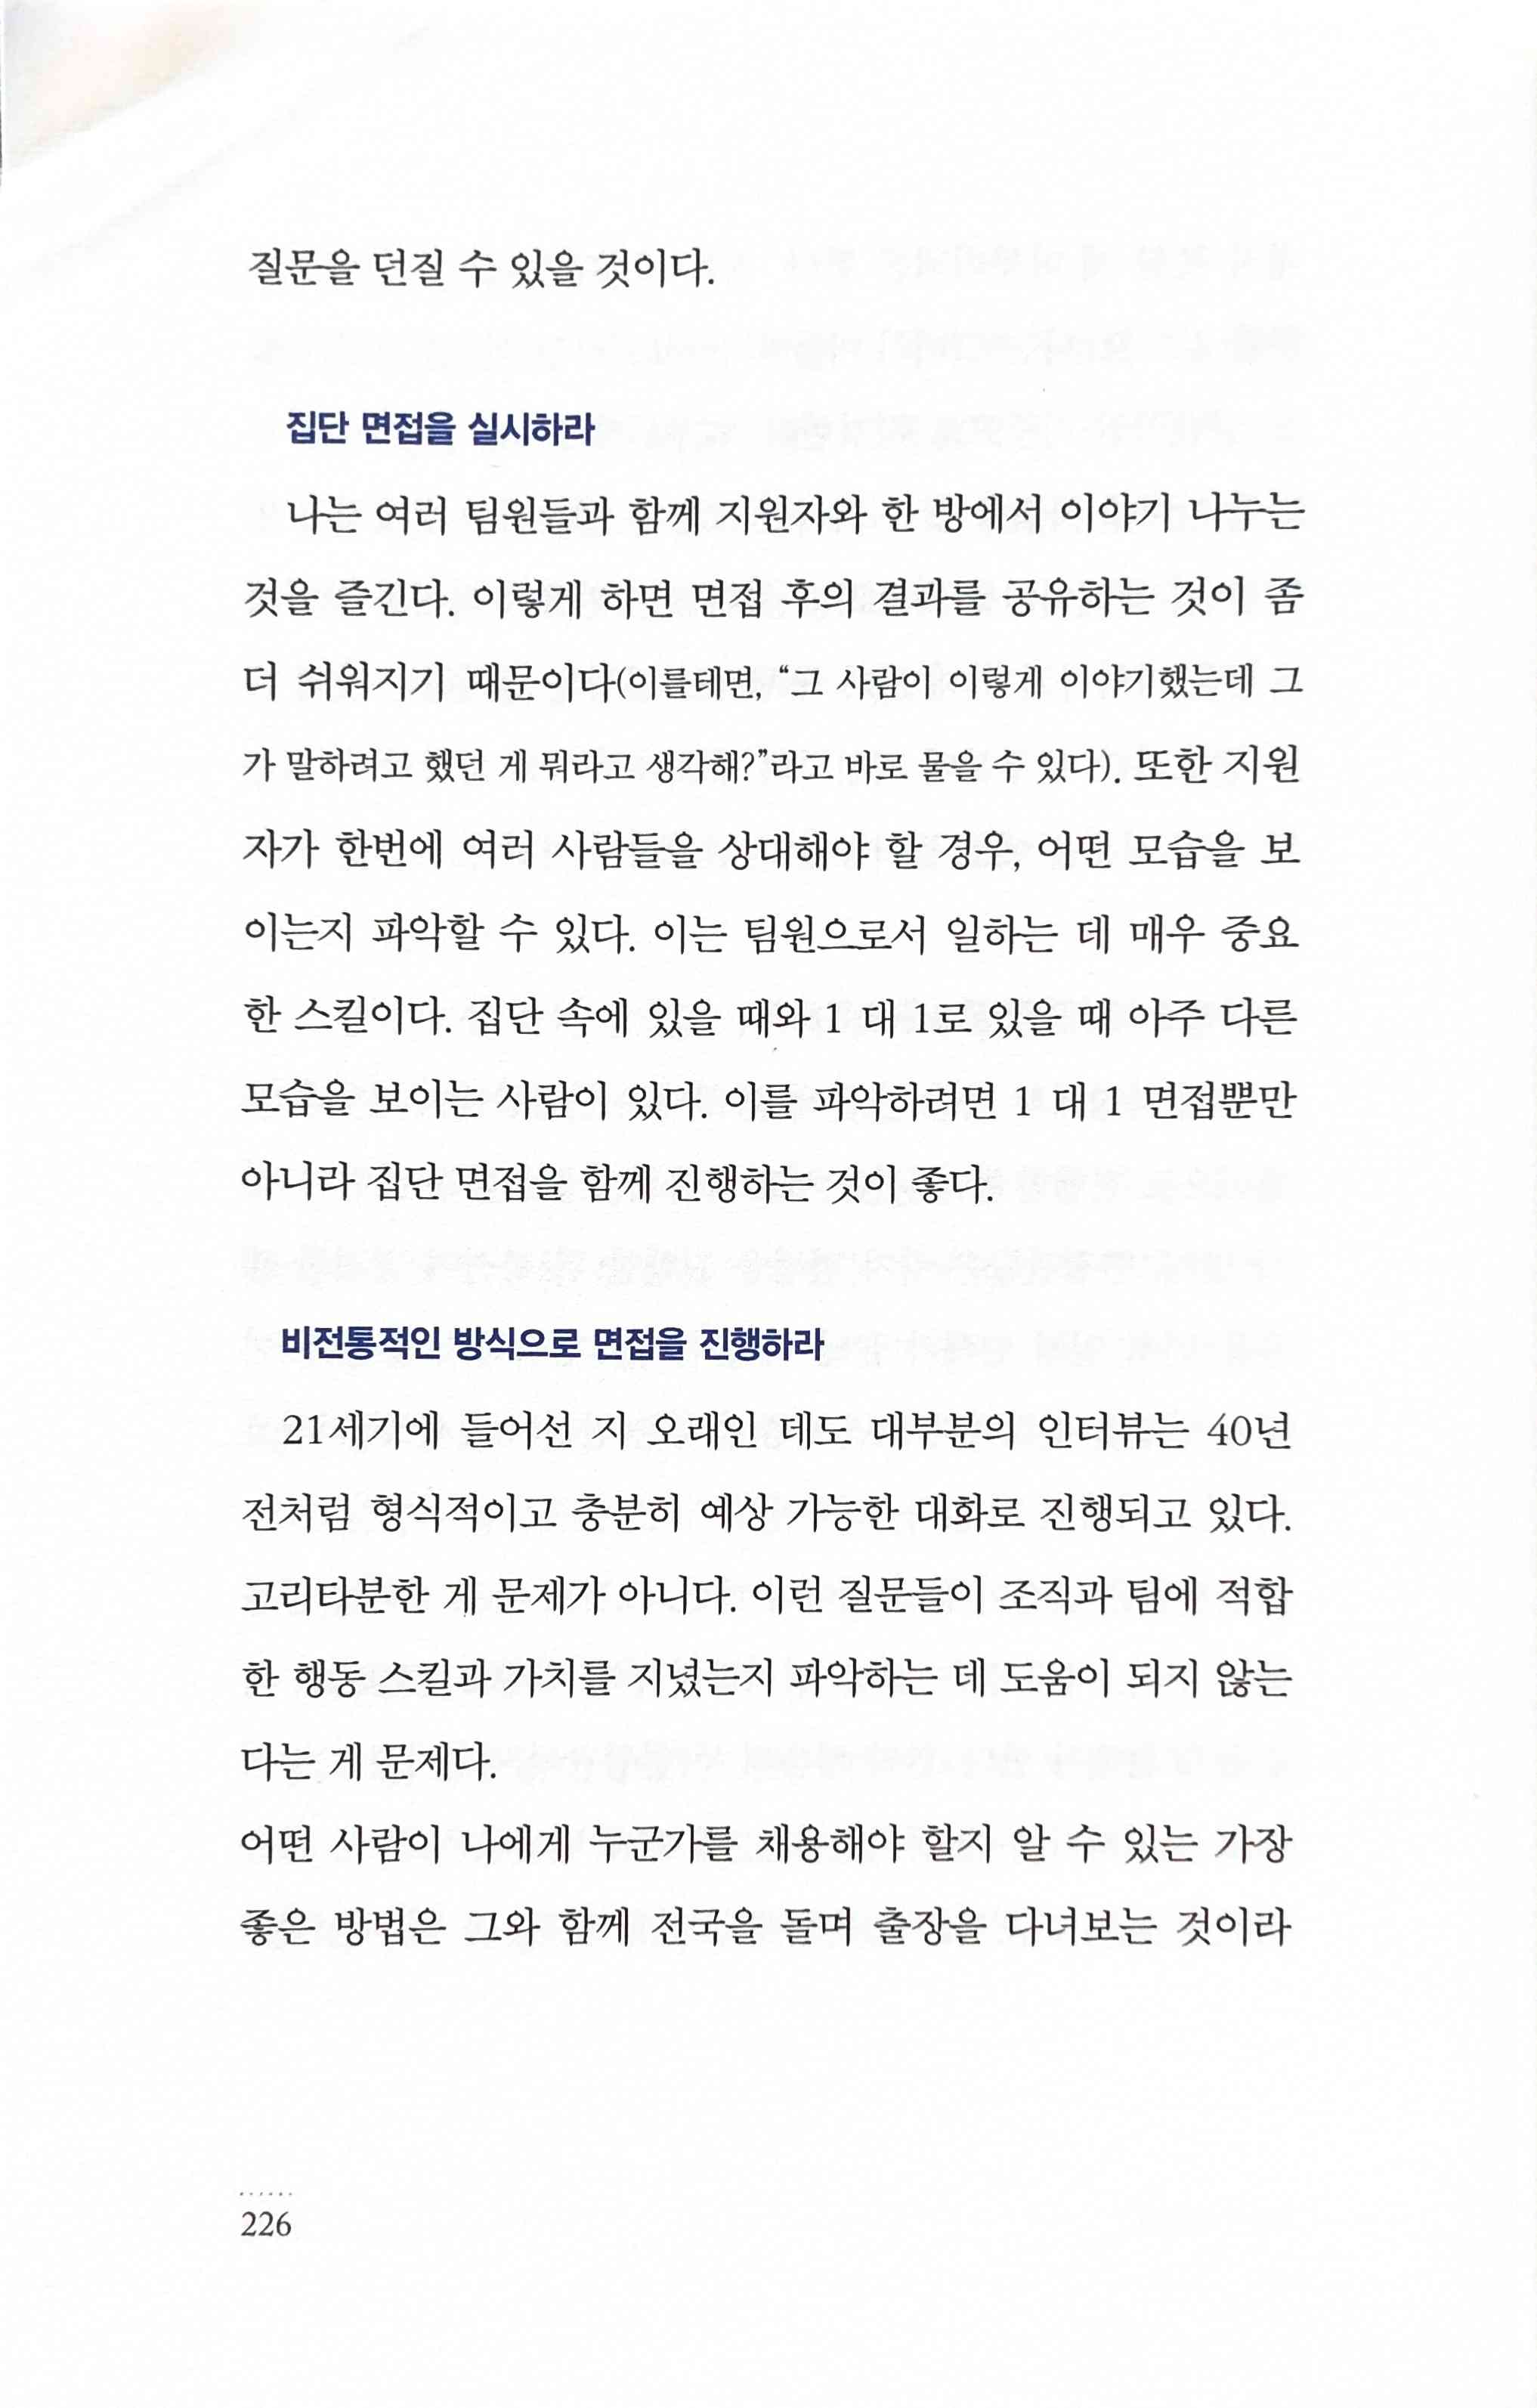 질문을 던질 수 있을 것이다.
집단 면접을 실시하라
나는 여러 팀원들과 함께 지원자와 한 방에서 이야기 나누는
것을 즐긴다. 이렇게 하면 면접 후의 결과를 공유하는 것이 좀
더 쉬워지기 때문이다(이를테면, “그 사람이 이렇게 이야기했는데 그
가 말하려고 했던 게 뭐라고 생각해?”라고 바로 물을 수 있다). 또한 지원
자가 한번에 여러 사람들을 상대해야 할 경우, 어떤 모습을 보
이는지 파악할 수 있다. 이는 팀원으로서 일하는 데 매우 중요
한 스킬이다. 집단 속에 있을 때와 1 대 1로 있을 때 아주 다른
모습을 보이는 사람이 있다. 이를 파악하려면 1 대 1 면접뿐만
아니라 집단 면접을 함께 진행하는 것이 좋다.
비전통적인 방식으로 면접을 진행하라
21세기에 들어선 지 오래인 데도 대부분의 인터뷰는 40년
전처럼 형식적이고 충분히 예상 가능한 대화로 진행되고 있다.
고리타분한 게 문제가 아니다. 이런 질문들이 조직과 팀에 적합
한 행동 스킬과 가치를 지녔는지 파악하는 데 도움이 되지 않는
다는 게 문제다.
어떤 사람이 나에게 누군가를 채용해야 할지 알 수 있는 가장
좋은 방법은 그와 함께 전국을 돌며 출장을 다녀보는 것이라
226